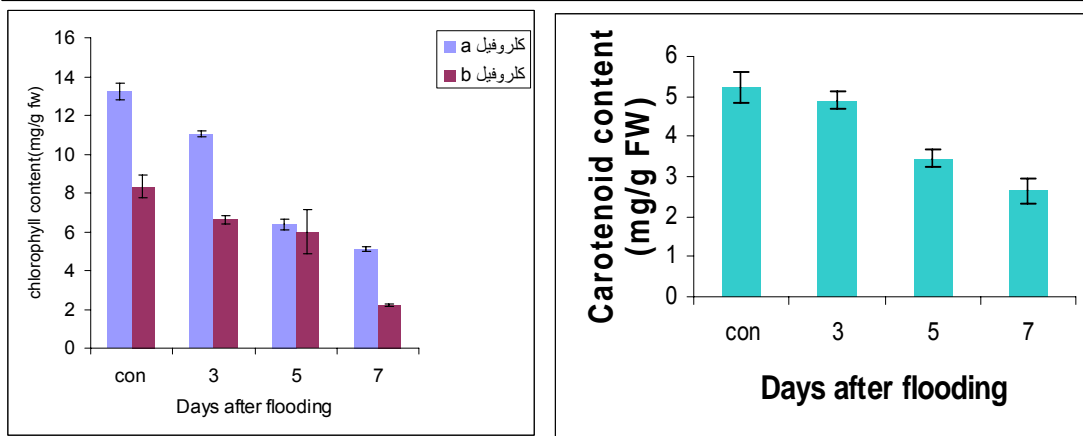 16
14
12
10
8
6
4
2
0
chlorophyll content(mg/g fw)
con 3 5 7
Days after flooding
كلروفيل a
كلروفيل b
6
5
4
3
2
1
0
Carotenoid content
(mg/g FW)
con 3 5 7
Days after flooding